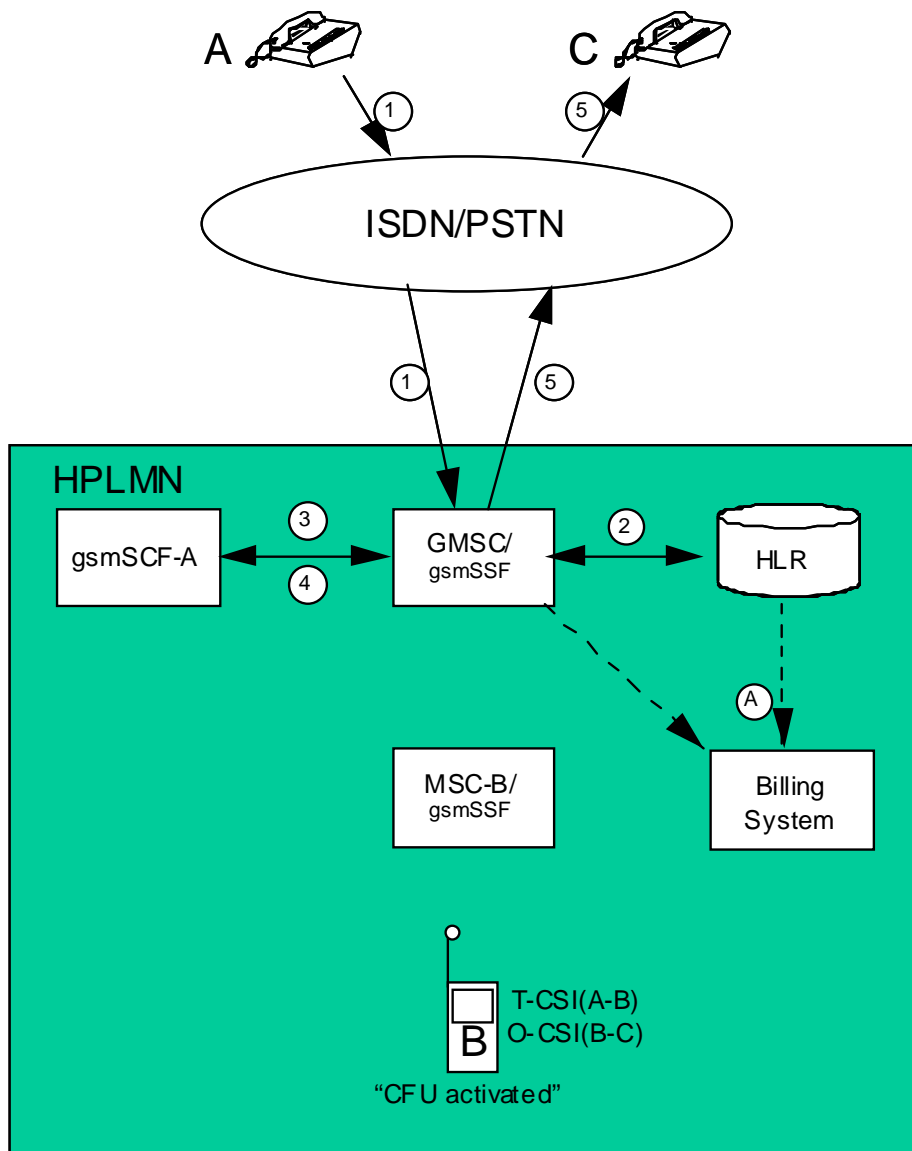 A
C
1
5
ISDN/PSTN
1
5
HPLMN
3
2
gsmSCF-A
GMSC/
gsmSSF
HLR
4
A
MSC-B/
gsmSSF
Billing
System
T-CSI(A-B)
B
O-CSI(B-C)
“CFU activated”